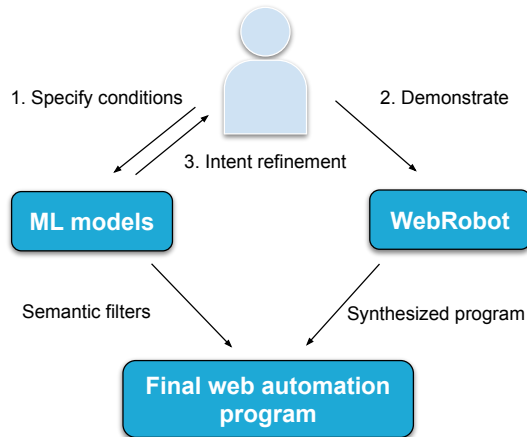 1. Specify conditions
2. Demonstrate
3. Intent refinement
ML models
WebRobot
Semantic filters
Synthesized program
Final web automation
program